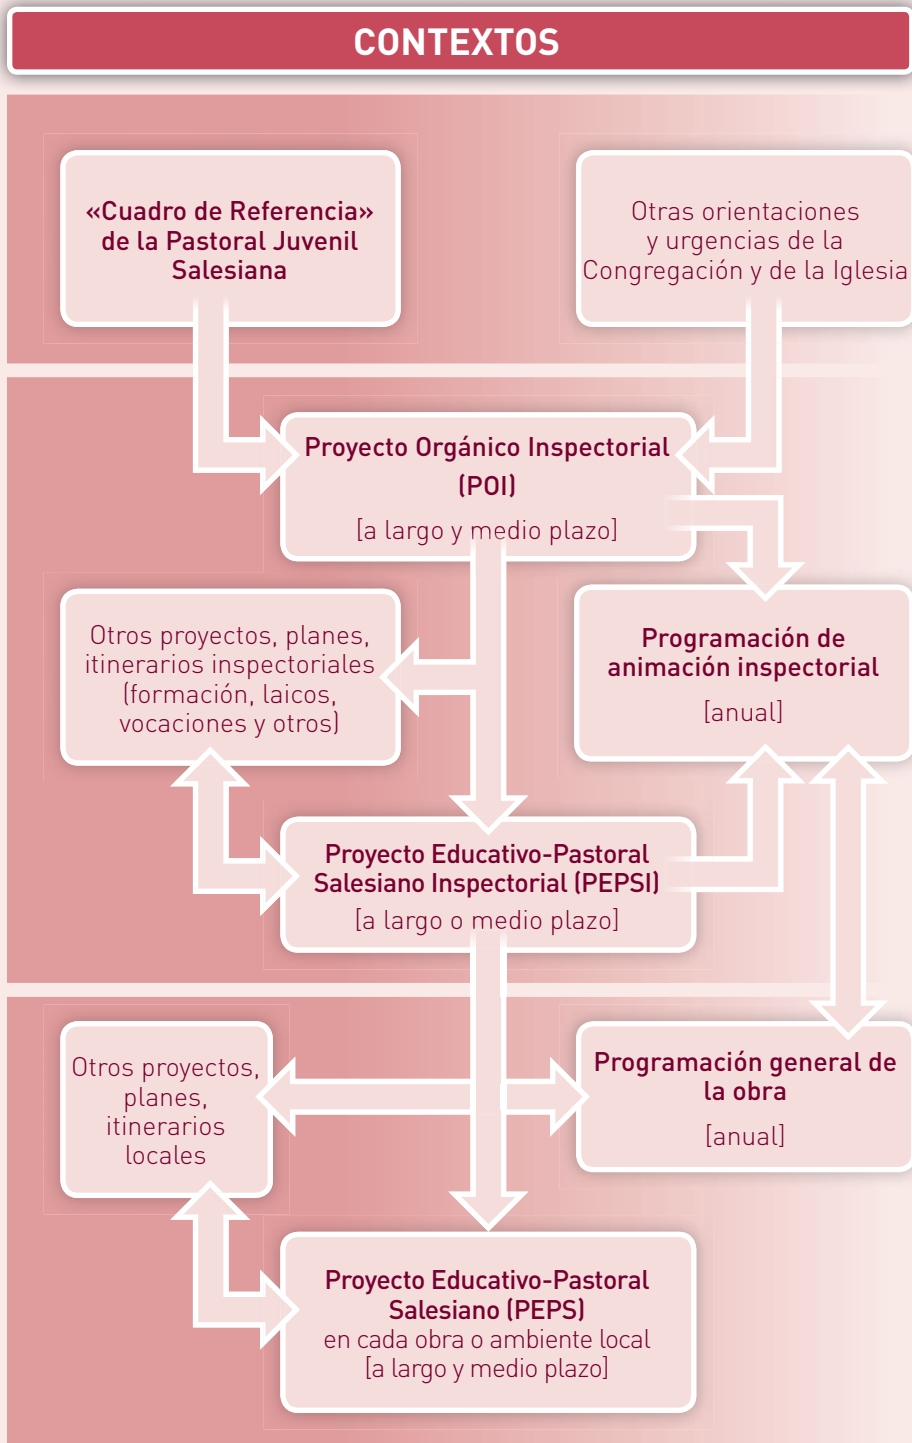 CONTEXTOS
«Cuadro de Referencia»
de la Pastoral Juvenil
Salesiana
Otras orientaciones
y urgencias de la
Congregación y de la Iglesia
Proyecto Orgánico Inspectorial
(POI)
[a largo y medio plazo]
Otros proyectos, planes,
itinerarios inspectoriales
(formación, laicos,
vocaciones y otros)
Programación de
animación inspectorial
[anual]
Proyecto Educativo-Pastoral
Salesiano Inspectorial (PEPSI)
[a largo o medio plazo]
Otros proyectos,
planes,
itinerarios
locales
Programación general de
la obra
[anual]
Proyecto Educativo-Pastoral
Salesiano (PEPS)
en cada obra o ambiente local
[a largo y medio plazo]